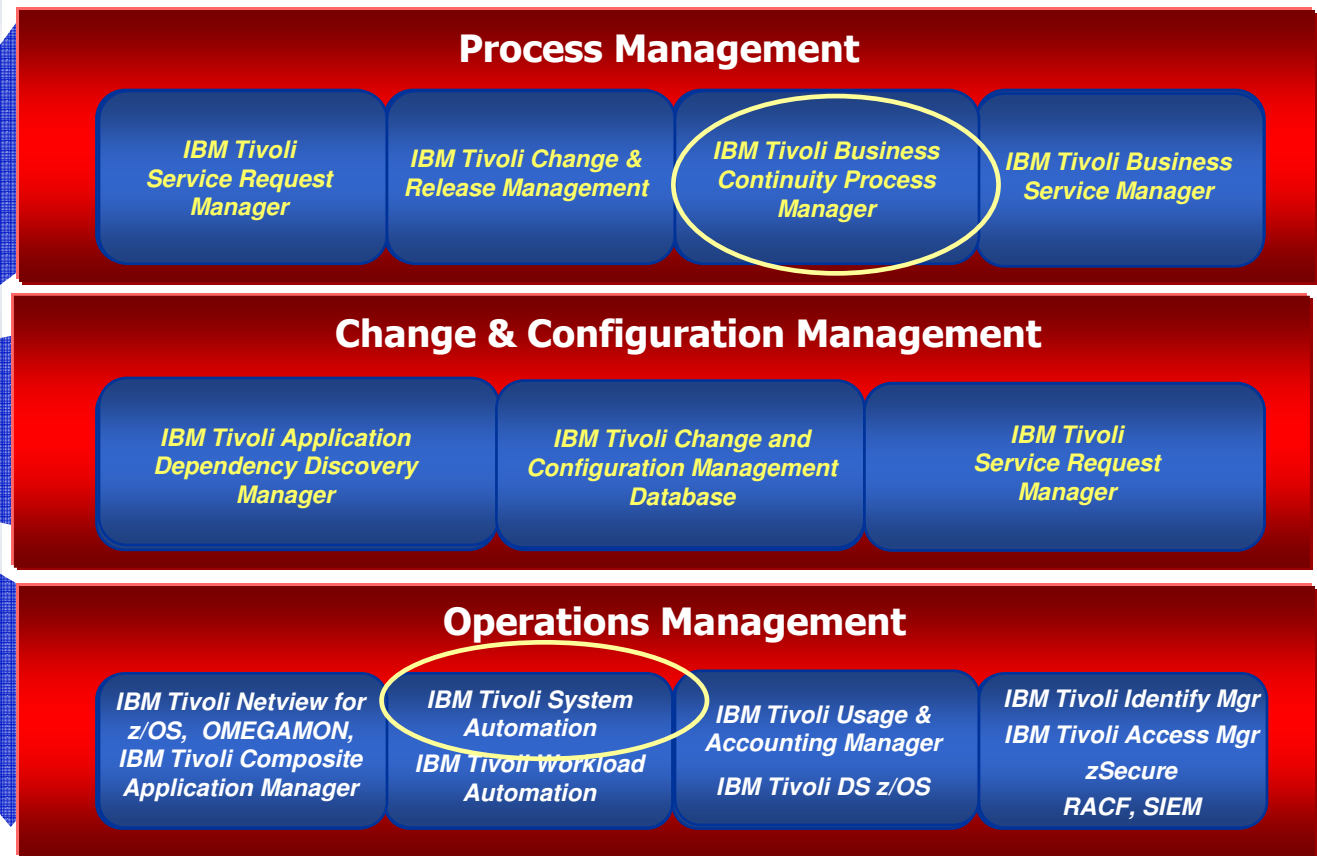 Process Management
IBM Tivoli
Service Request
Manager
IBM Tivoli Change &
Release Management
IBM Tivoli Business
Continuity Process
Manager
IBM Tivoli Business
Service Manager
Change & Configuration Management
IBM Tivoli Application
Dependency Discovery
Manager
IBM Tivoli Change and
Configuration Management
Database
IBM Tivoli
Service Request
Manager
Operations Management
IBM Tivoli Netview for
z/OS, OMEGAMON,
IBM Tivoli Composite
Application Manager
IBM Tivoli System
Automation
IBM Tivoli Workload
Automation
IBM Tivoli Usage &
Accounting Manager
IBM Tivoli DS z/OS
IBM Tivoli Identify Mgr
IBM Tivoli Access Mgr
zSecure
RACF, SIEM